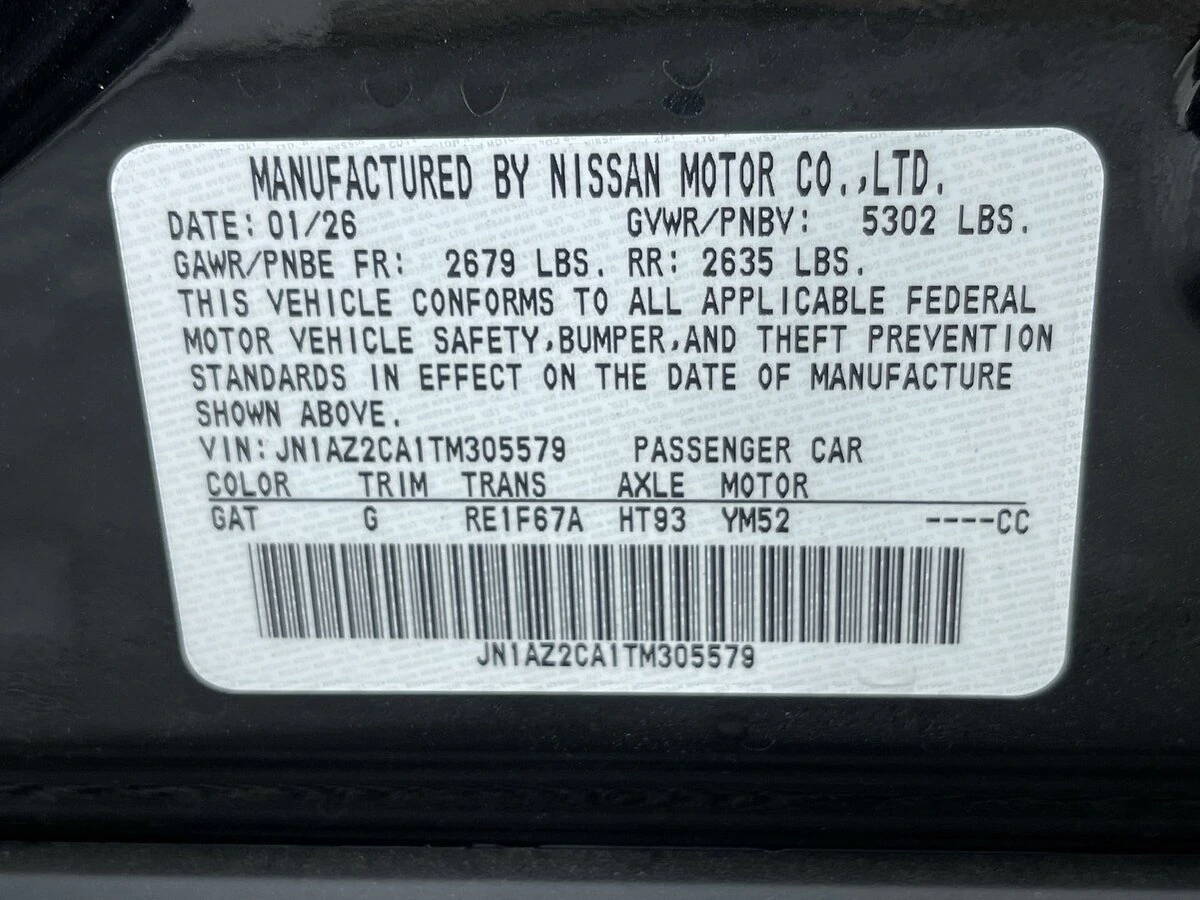 MANUFACTURED BY NISSAN MOTOR CO.,LTD.
DATE: 01/26 GVWR/PNBV: 5302 LBS.
GAWR/PNBE FR: 2679 LBS. RR: 2635 LBS.
THIS VEHICLE CONFORMS TO ALL APPLICABLE FEDERAL
MOTOR VEHICLE SAFETY,BUMPER,AND THEFT PREVENTION
STANDARDS IN EFFECT ON THE DATE OF MANUFACTURE
SHOWN ABOVE.
VIN: JN1AZ2CA1TM305579 PASSENGER CAR
COLOR TRIM TRANS AXLE MOTOR
GAT G RE1F67A HT93 YM52 ----CC
JN1AZ2CA1TM305579